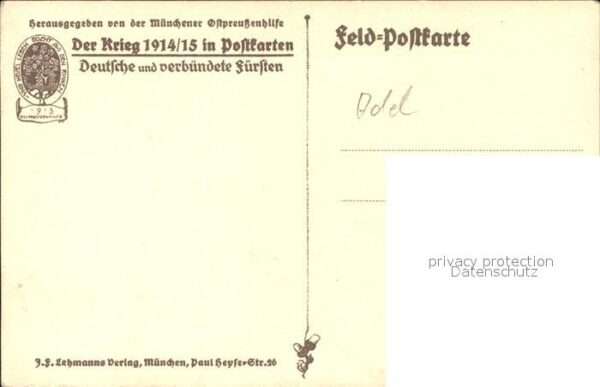 Herausgegeben von der Münchener Ostpreußenhilfe
Der Krieg 1914/15 in Postkarten
Deutsche und verbündete Fürsten
Feld-Postkarte
Adel
privacy protection
Datenschutz
J. F. Lehmanns Verlag, München, Paul Heyse-Str. 26